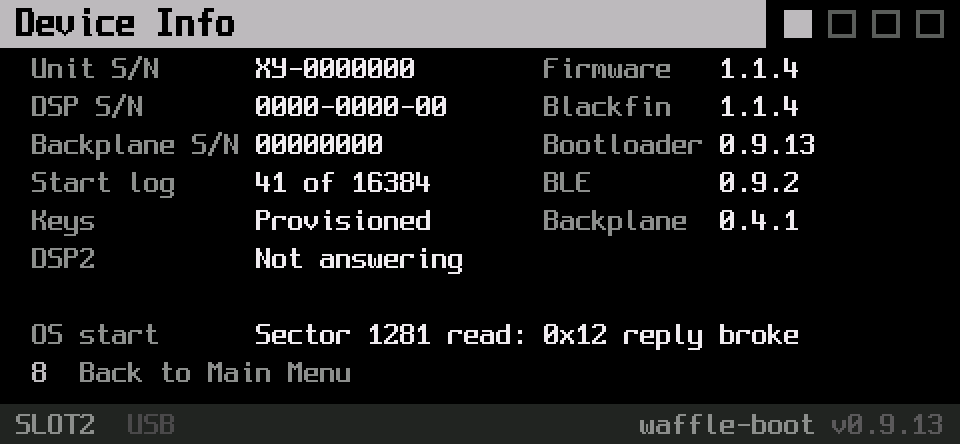 Device Info
Unit S/N XY-0000000 Firmware 1.1.4
DSP S/N 0000-0000-00 Blackfin 1.1.4
Backplane S/N 00000000 Bootloader 0.9.13
Start log 41 of 16384 BLE 0.9.2
Keys Provisioned Backplane 0.4.1
DSP2 Not answering
OS start Sector 1281 read: 0x12 reply broke
8 Back to Main Menu
SLOT2 USB waffle-boot v0.9.13